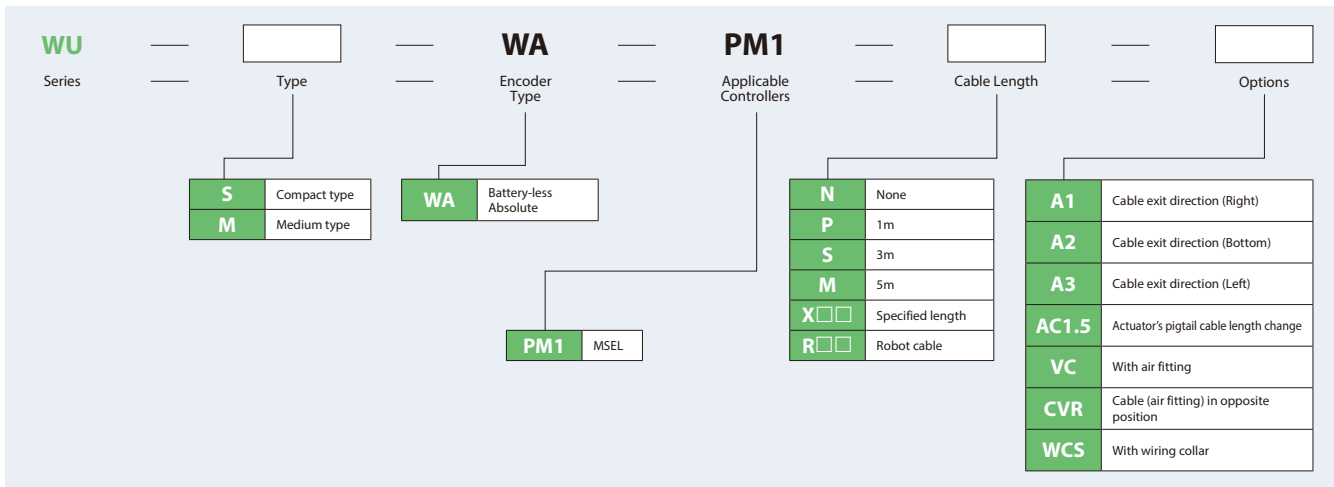 WU — — WA — PM1 — —
Series — Type — Encoder Type — Applicable Controllers — Cable Length — Options
S Compact type
M Medium type
WA Battery-less
Absolute
PM1 MSEL
N None
P 1m
S 3m
M 5m
X□□ Specified length
R□□ Robot cable
A1 Cable exit direction (Right)
A2 Cable exit direction (Bottom)
A3 Cable exit direction (Left)
AC1.5 Actuator's pigtail cable length change
VC With air fitting
CVR Cable (air fitting) in opposite
position
WCS With wiring collar